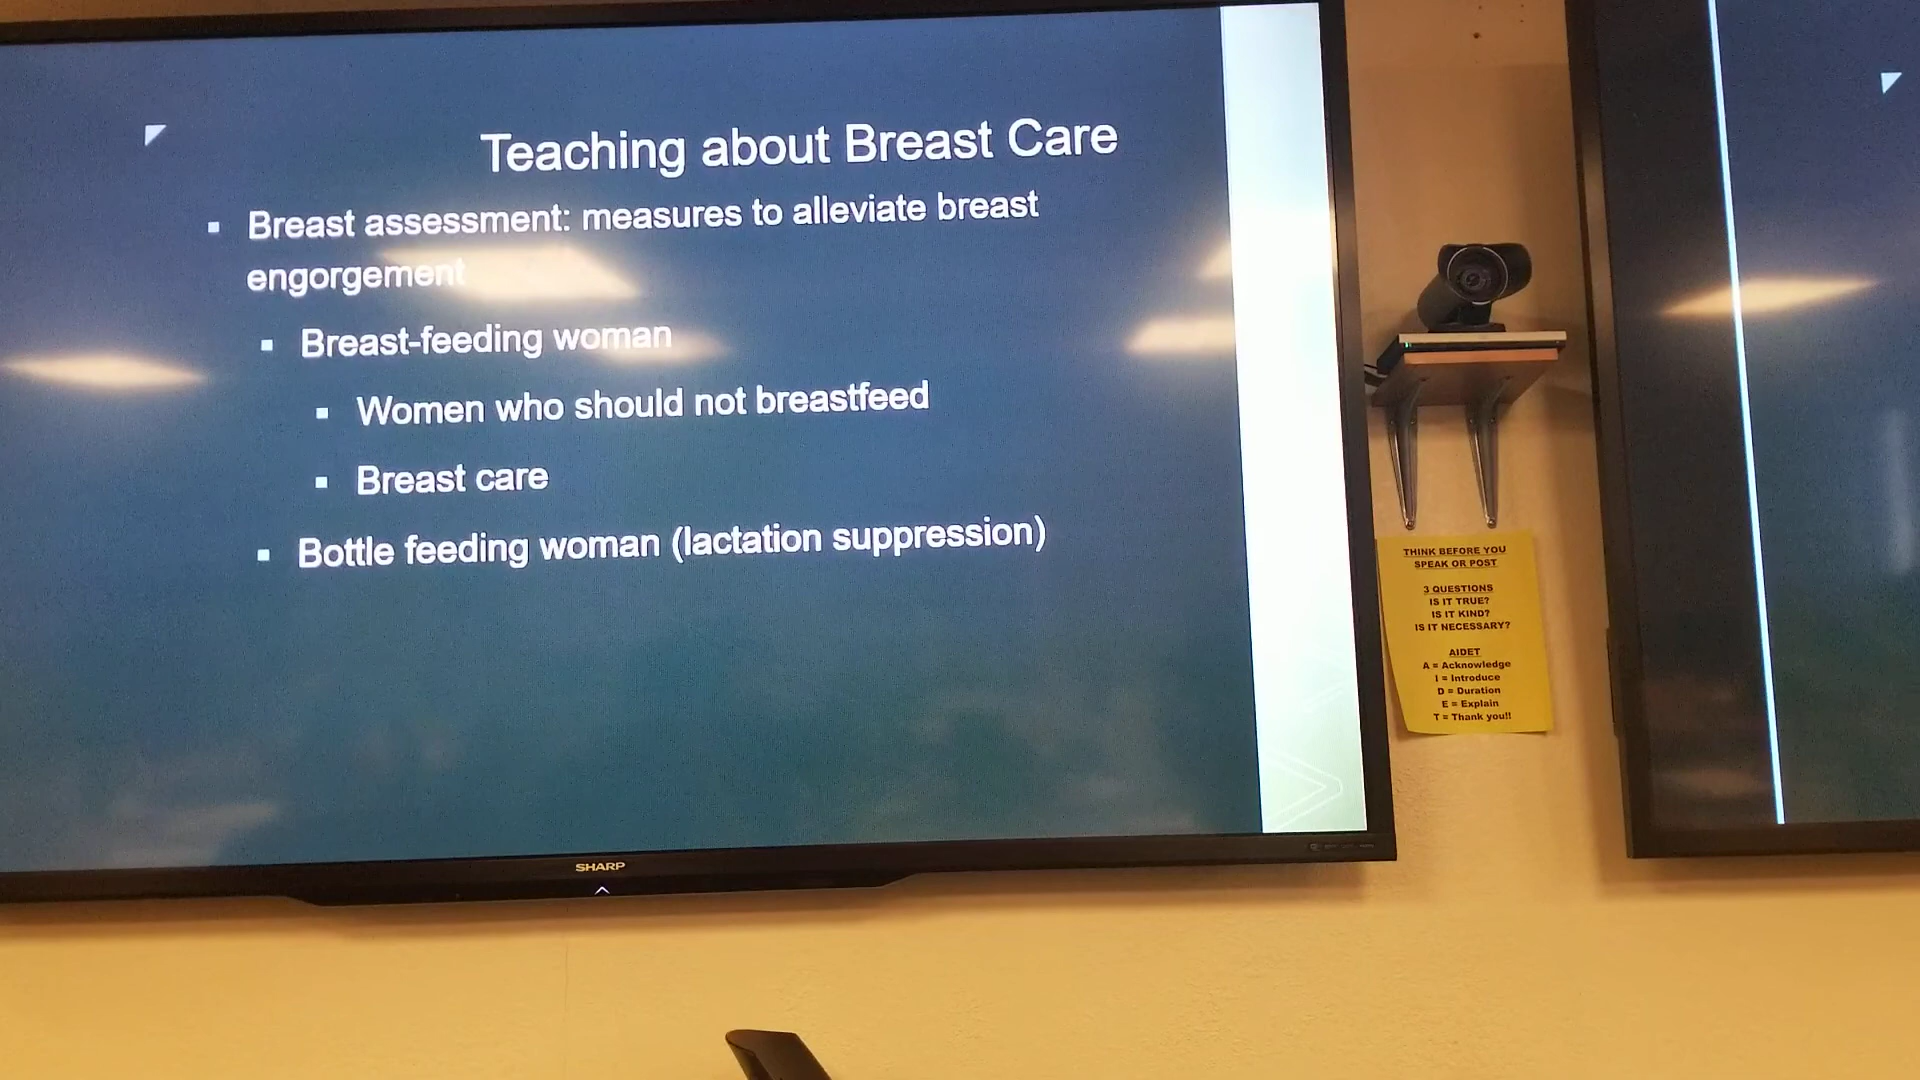 Teaching about Breast Care
Breast assessment: measures to alleviate breast
engorgement
Breast-feeding woman
Women who should not breastfeed
Breast care
Bottle feeding woman (lactation suppression)
SHARP
THINK BEFORE YOU
SPEAK OR POST
3 QUESTIONS
IS IT TRUE?
IS IT KIND?
IS IT NECESSARY?
AIDET
A = Acknowledge
I = Introduce
D = Duration
E = Explain
T = Thank you!!